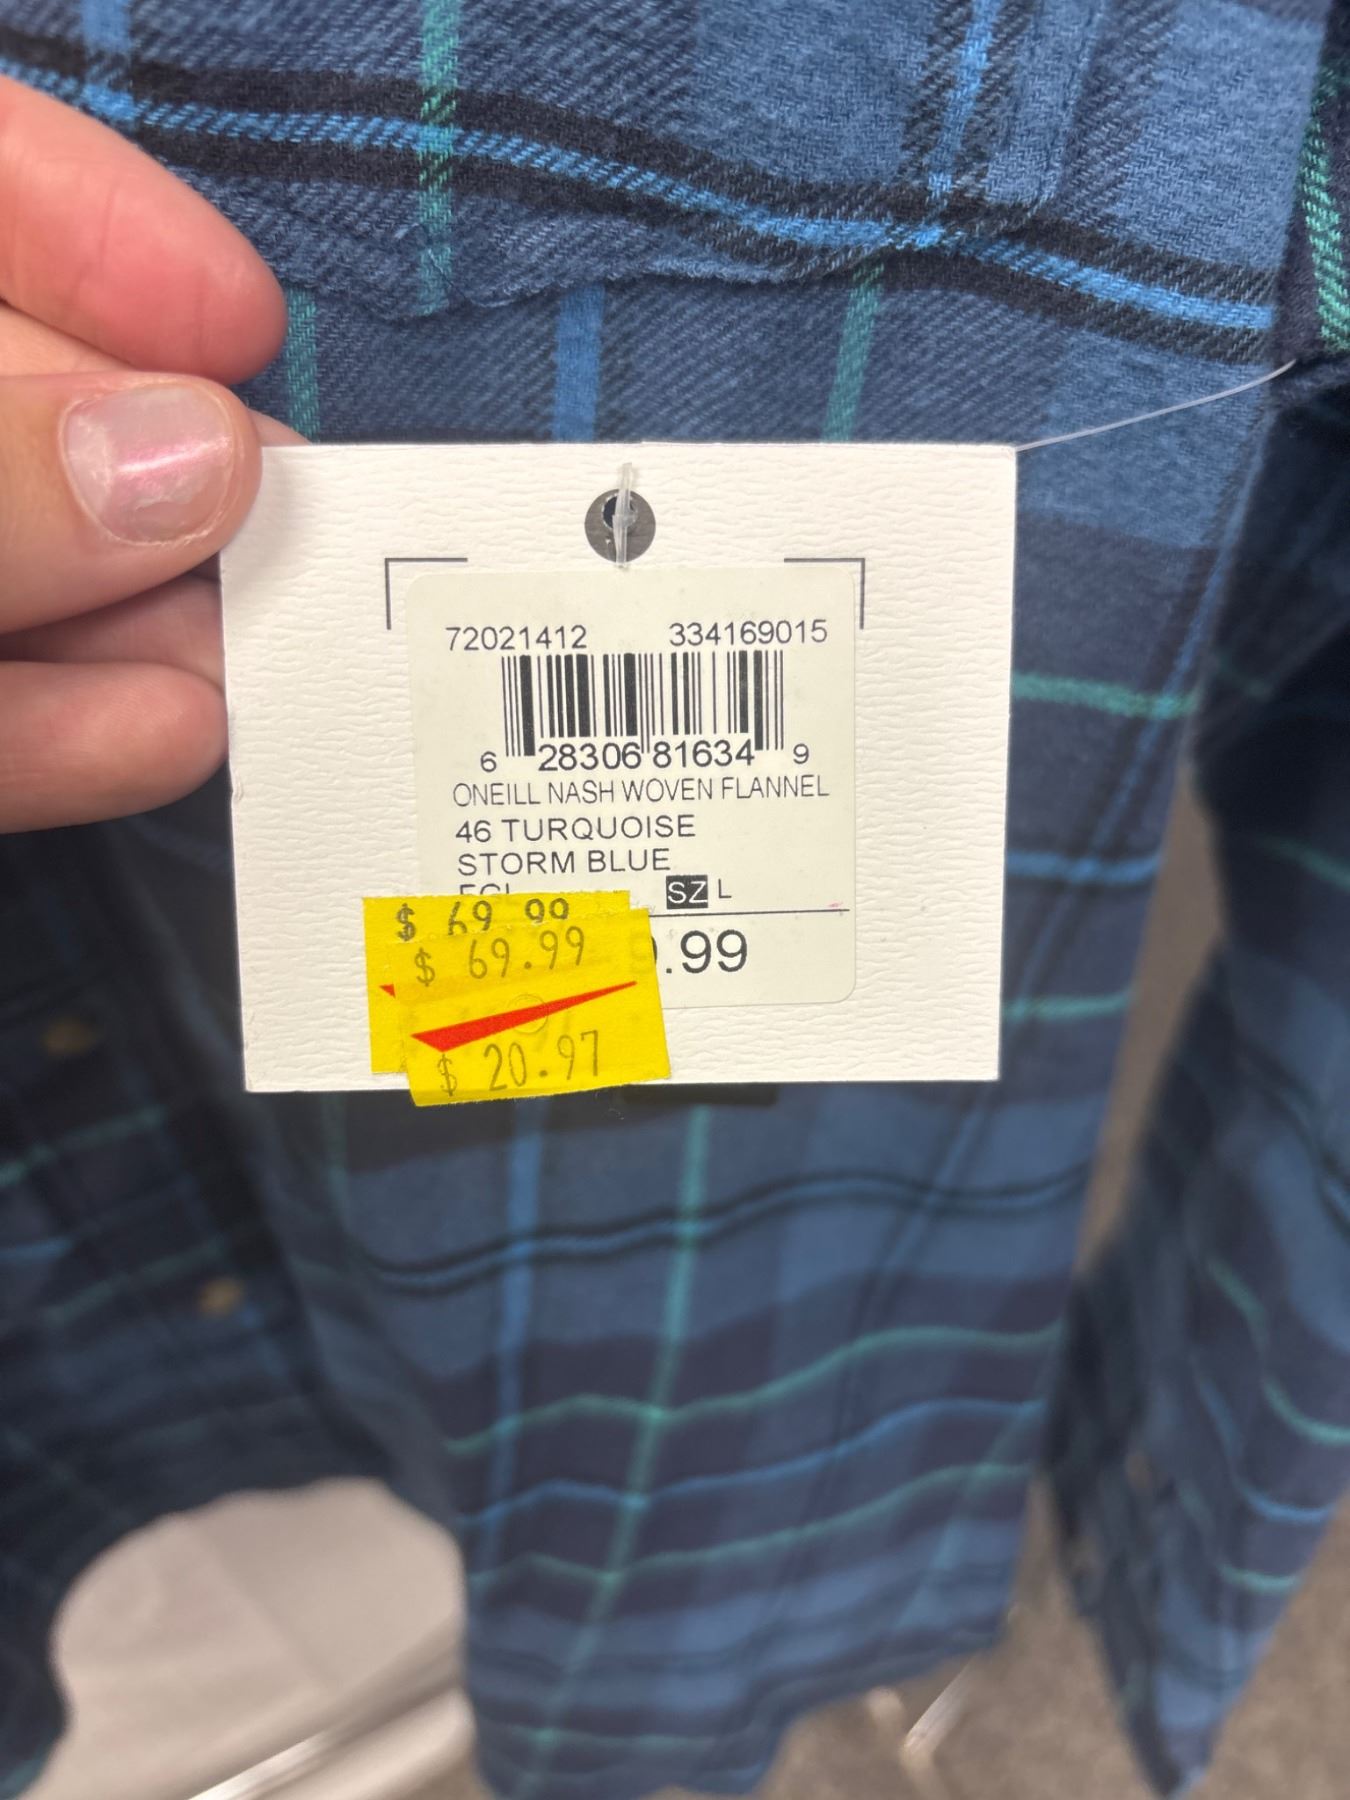 72021412 334169015
6 28306 81634 9
ONEILL NASH WOVEN FLANNEL
46 TURQUOISE
STORM BLUE
SZ L
.99
$ 69.99
$ 69.99
$ 20.97